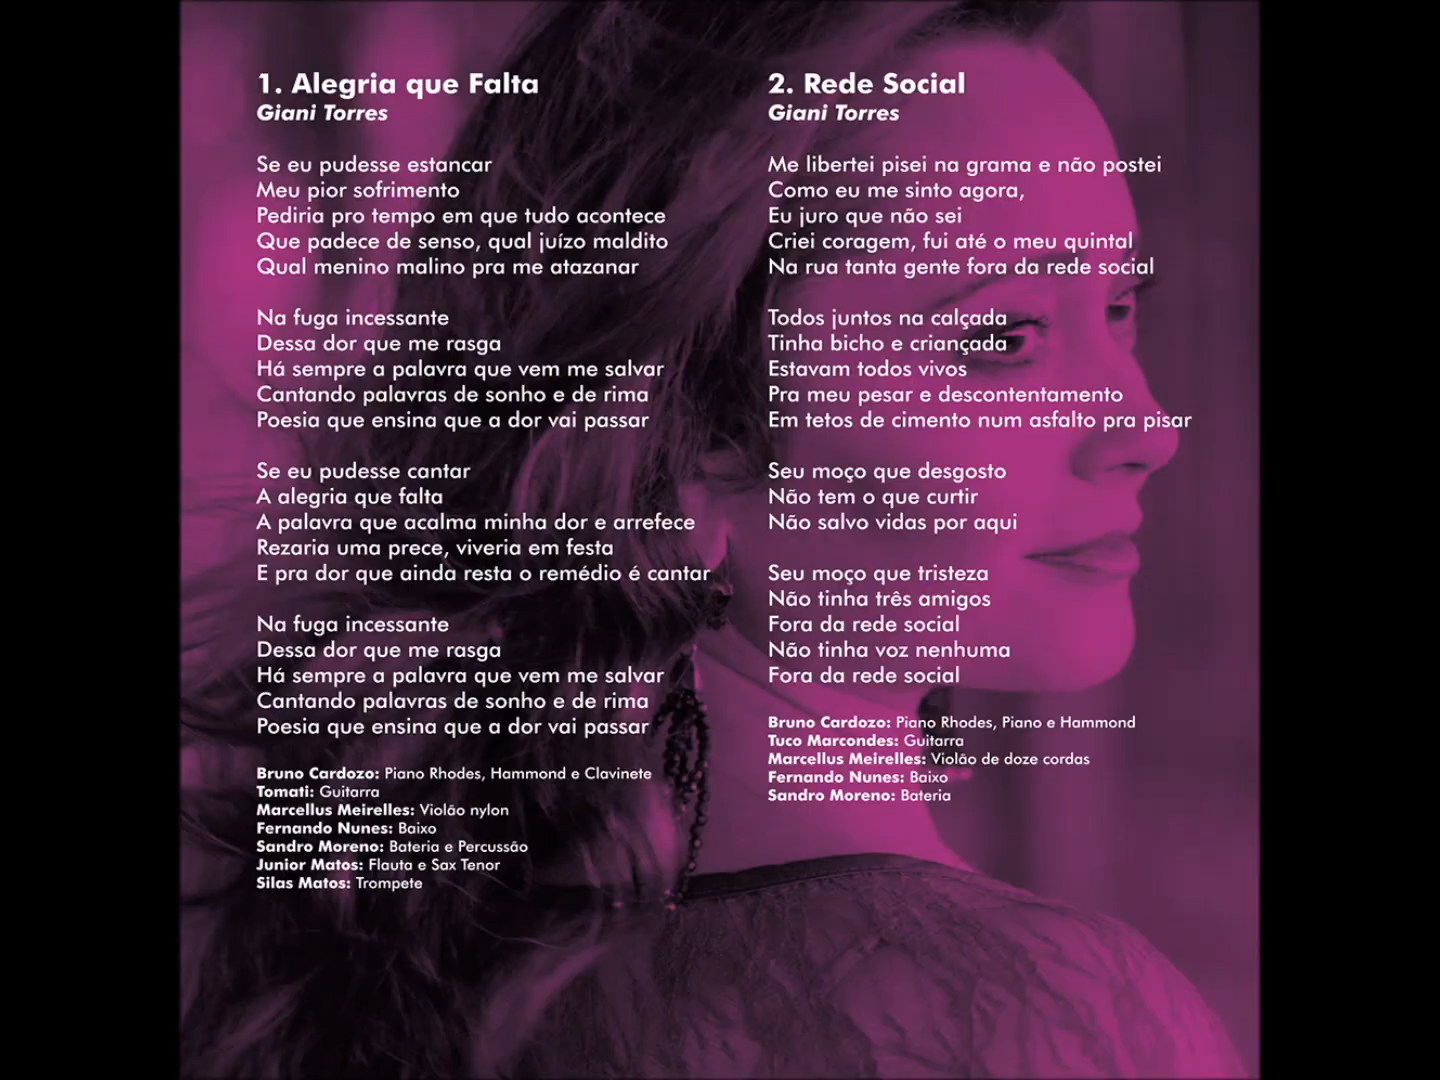 1. Alegria que Falta
Giani Torres
Se eu pudesse estancar
Meu pior sofrimento
Pediria pro tempo em que tudo acontece
Que padece de senso, qual juízo maldito
Qual menino malino pra me atazanar
Na fuga incessante
Dessa dor que me rasga
Há sempre a palavra que vem me salvar
Cantando palavras de sonho e de rima
Poesia que ensina que a dor vai passar
Se eu pudesse cantar
A alegria que falta
A palavra que acalma minha dor e arrefece
Rezaria uma prece, viveria em festa
E pra dor que ainda resta o remédio é cantar
Na fuga incessante
Dessa dor que me rasga
Há sempre a palavra que vem me salvar
Cantando palavras de sonho e de rima
Poesia que ensina que a dor vai passar
Bruno Cardozo: Piano Rhodes, Hammond e Clavinete
Tomati: Guitarra
Marcellus Meirelles: Violão nylon
Fernando Nunes: Baixo
Sandro Moreno: Bateria e Percussão
Junior Matos: Flauta e Sax Tenor
Silas Matos: Trompete
2. Rede Social
Giani Torres
Me libertei pisei na grama e não postei
Como eu me sinto agora,
Eu juro que não sei
Criei coragem, fui até o meu quintal
Na rua tanta gente fora da rede social
Todos juntos na calçada
Tinha bicho e criançada
Estavam todos vivos
Pra meu pesar e descontentamento
Em tetos de cimento num asfalto pra pisar
Seu moço que desgosto
Não tem o que curtir
Não salvo vidas por aqui
Seu moço que tristeza
Não tinha três amigos
Fora da rede social
Não tinha voz nenhuma
Fora da rede social
Bruno Cardozo: Piano Rhodes, Piano e Hammond
Tuco Marcondes: Guitarra
Marcellus Meirelles: Violão de doze cordas
Fernando Nunes: Baixo
Sandro Moreno: Bateria